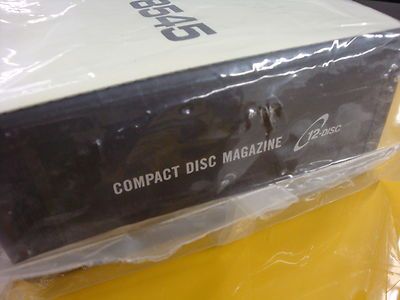 8545
COMPACT DISC MAGAZINE 12-DISC